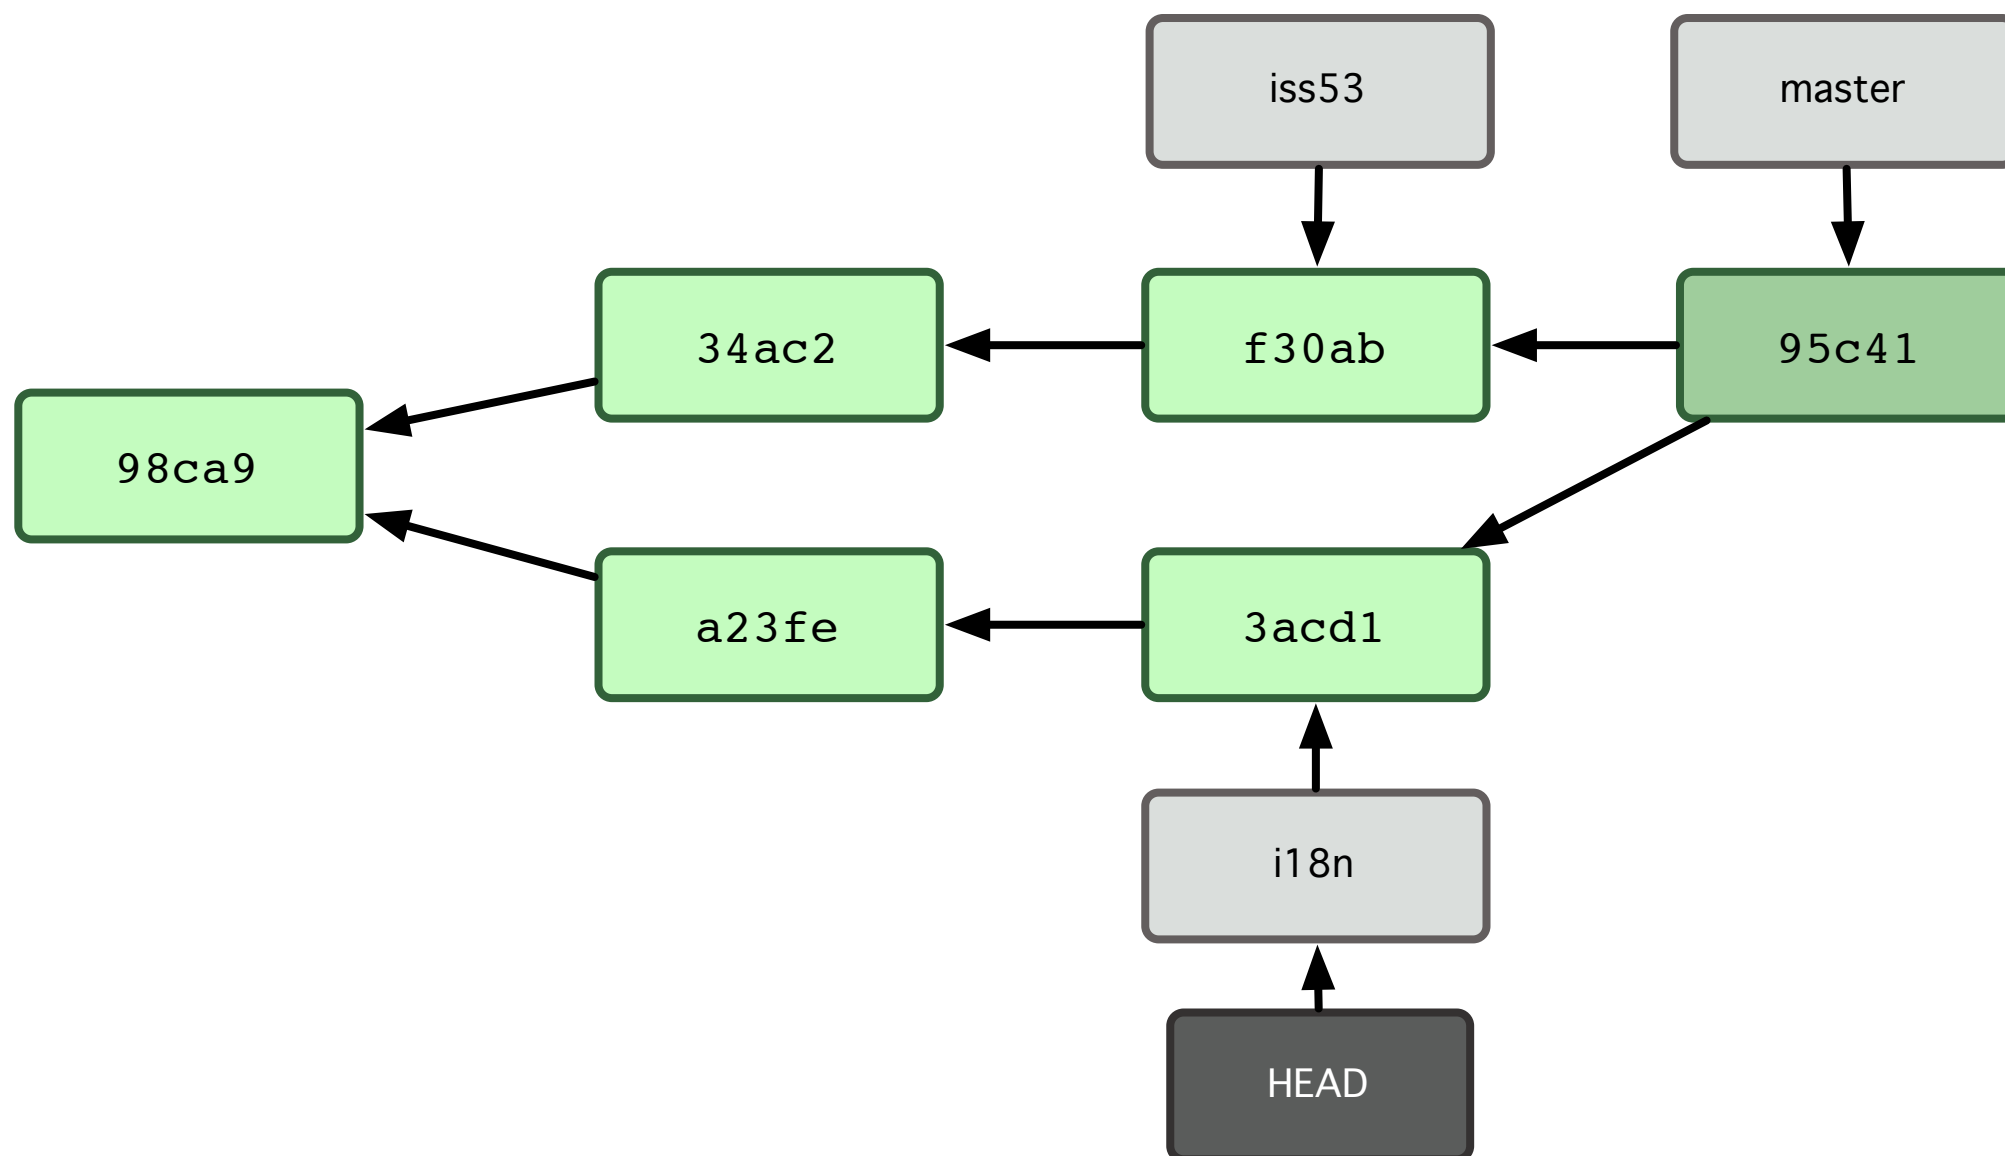 iss53
master
34ac2
f30ab
95c41
98ca9
a23fe
3acd1
i18n
HEAD